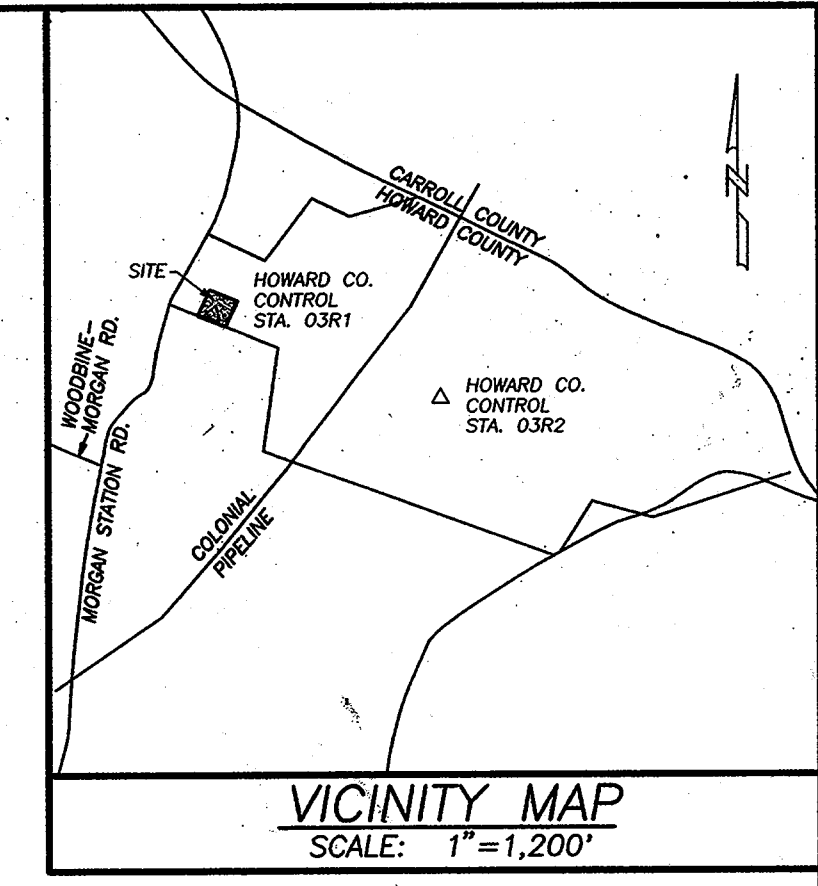 CARROLL COUNTY
HOWARD COUNTY
N
SITE
HOWARD CO.
CONTROL
STA. 03R1
WOODBINE-
MORGAN RD.
HOWARD CO.
CONTROL
STA. 03R2
MORGAN STATION RD.
COLONIAL
PIPELINE
VICINITY MAP
SCALE: 1"=1,200'